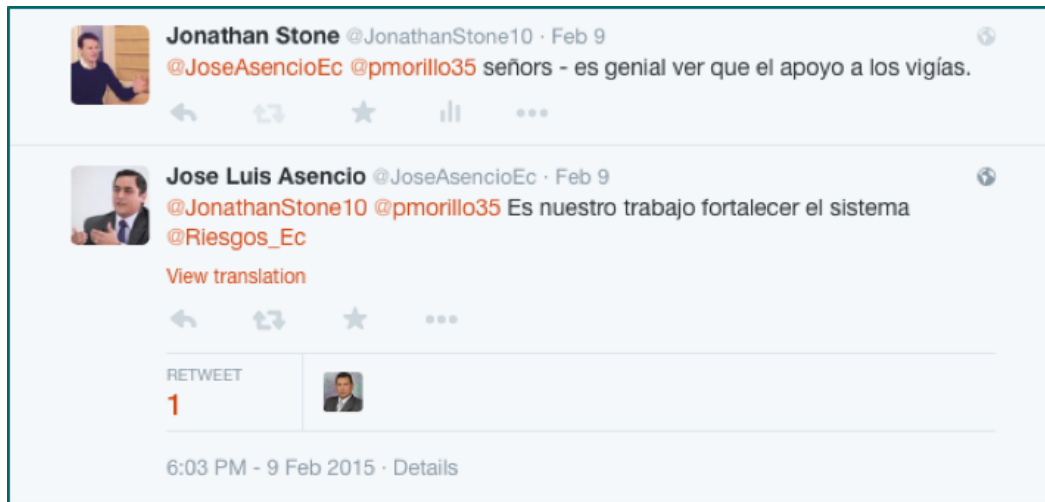 Jonathan Stone @JonathanStone10 · Feb 9
@JoseAsencioEc @pmorillo35 señors - es genial ver que el apoyo a los vigías.
Jose Luis Asencio @JoseAsencioEc · Feb 9
@JonathanStone10 @pmorillo35 Es nuestro trabajo fortalecer el sistema
@Riesgos_Ec
View translation
RETWEET
1
6:03 PM - 9 Feb 2015 · Details